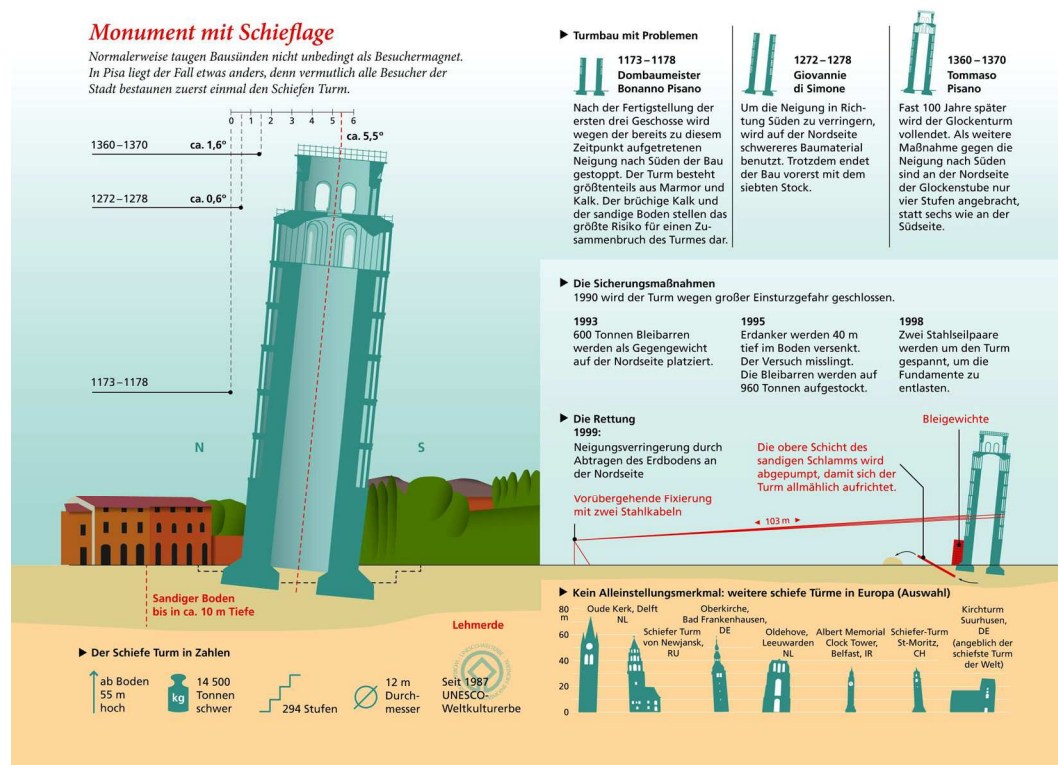 Monument mit Schieflage
Normalerweise taugen Bausünden nicht unbedingt als Besuchermagnet.
In Pisa liegt der Fall etwas anders, denn vermutlich alle Besucher der
Stadt bestaunen zuerst einmal den Schiefen Turm.
0 1 2 3 4 5 6
ca. 5,5°
1360–1370 ca. 1,6°
1272–1278 ca. 0,6°
1173–1178
N
S
Sandiger Boden
bis in ca. 10 m Tiefe
Lehmerde
▶ Der Schiefe Turm in Zahlen
ab Boden
55 m
hoch
kg
14 500
Tonnen
schwer
294 Stufen
12 m
Durch-
messer
Seit 1987
UNESCO-
Weltkulturerbe
▶ Turmbau mit Problemen
1173–1178
Dombaumeister
Bonanno Pisano
Nach der Fertigstellung der
ersten drei Geschosse wird
wegen der bereits zu diesem
Zeitpunkt aufgetretenen
Neigung nach Süden der Bau
gestoppt. Der Turm besteht
größtenteils aus Marmor und
Kalk. Der brüchige Kalk und
der sandige Boden stellen das
größte Risiko für einen Zu-
sammenbruch des Turmes dar.
1272–1278
Giovannie
di Simone
Um die Neigung in Rich-
tung Süden zu verringern,
wird auf der Nordseite
schwereres Baumaterial
benutzt. Trotzdem endet
der Bau vorerst mit dem
siebten Stock.
1360–1370
Tommaso
Pisano
Fast 100 Jahre später
wird der Glockenturm
vollendet. Als weitere
Maßnahme gegen die
Neigung nach Süden
sind an der Nordseite
der Glockenstube nur
vier Stufen angebracht,
statt sechs wie an der
Südseite.
▶ Die Sicherungsmaßnahmen
1990 wird der Turm wegen großer Einsturzgefahr geschlossen.
1993
600 Tonnen Bleibarren
werden als Gegengewicht
auf der Nordseite platziert.
1995
Erdanker werden 40 m
tief im Boden versenkt.
Der Versuch misslingt.
Die Bleibarren werden auf
960 Tonnen aufgestockt.
1998
Zwei Stahlseilpaare
werden um den Turm
gespannt, um die
Fundamente zu
entlasten.
▶ Die Rettung
1999:
Neigungsverringerung durch
Abtragen des Erdbodens an
der Nordseite
Vorübergehende Fixierung
mit zwei Stahlkabeln
Die obere Schicht des
sandigen Schlamms wird
abgepumpt, damit sich der
Turm allmählich aufrichtet.
Bleigewichte
◄ 103 m ►
▶ Kein Alleinstellungsmerkmal: weitere schiefe Türme in Europa (Auswahl)
80
m
60
40
20
0
Oude Kerk, Delft
NL
Schiefer Turm
von Newjansk,
RU
Oberkirche,
Bad Frankenhausen,
DE
Oldehove,
Leeuwarden
NL
Albert Memorial
Clock Tower,
Belfast, IR
Schiefer-Turm
St-Moritz,
CH
Kirchturm
Suurhusen,
DE
(angeblich der
schiefste Turm
der Welt)